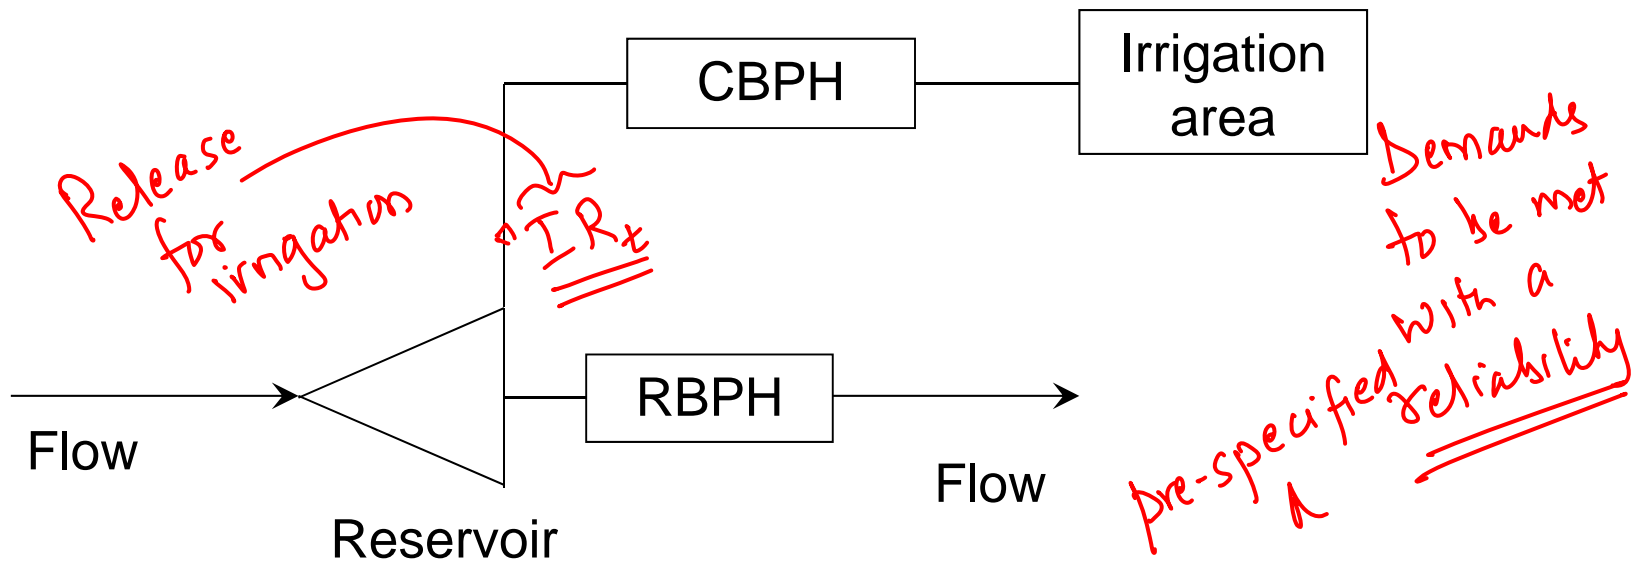 CBPH
Irrigation
area
Release
for
irrigation
IRt
Demands
to be met
with a
pre-specified
reliability
Flow
RBPH
Flow
Reservoir